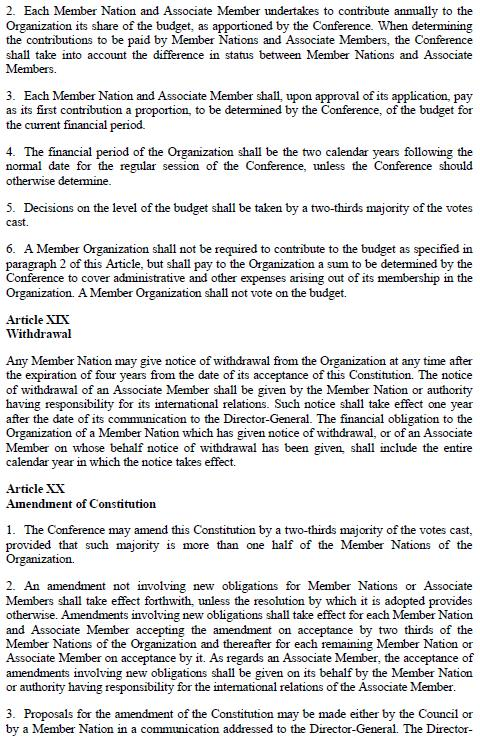 2. Each Member Nation and Associate Member undertakes to contribute annually to the
Organization its share of the budget, as apportioned by the Conference. When determining
the contributions to be paid by Member Nations and Associate Members, the Conference
shall take into account the difference in status between Member Nations and Associate
Members.
3. Each Member Nation and Associate Member shall, upon approval of its application, pay
as its first contribution a proportion, to be determined by the Conference, of the budget for
the current financial period.
4. The financial period of the Organization shall be the two calendar years following the
normal date for the regular session of the Conference, unless the Conference should
otherwise determine.
5. Decisions on the level of the budget shall be taken by a two-thirds majority of the votes
cast.
6. A Member Organization shall not be required to contribute to the budget as specified in
paragraph 2 of this Article, but shall pay to the Organization a sum to be determined by the
Conference to cover administrative and other expenses arising out of its membership in the
Organization. A Member Organization shall not vote on the budget.
Article XIX
Withdrawal
Any Member Nation may give notice of withdrawal from the Organization at any time after
the expiration of four years from the date of its acceptance of this Constitution. The notice
of withdrawal of an Associate Member shall be given by the Member Nation or authority
having responsibility for its international relations. Such notice shall take effect one year
after the date of its communication to the Director-General. The financial obligation to the
Organization of a Member Nation which has given notice of withdrawal, or of an Associate
Member on whose behalf notice of withdrawal has been given, shall include the entire
calendar year in which the notice takes effect.
Article XX
Amendment of Constitution
1. The Conference may amend this Constitution by a two-thirds majority of the votes cast,
provided that such majority is more than one half of the Member Nations of the
Organization.
2. An amendment not involving new obligations for Member Nations or Associate
Members shall take effect forthwith, unless the resolution by which it is adopted provides
otherwise. Amendments involving new obligations shall take effect for each Member Nation
and Associate Member accepting the amendment on acceptance by two thirds of the
Member Nations of the Organization and thereafter for each remaining Member Nation or
Associate Member on acceptance by it. As regards an Associate Member, the acceptance of
amendments involving new obligations shall be given on its behalf by the Member Nation
or authority having responsibility for the international relations of the Associate Member.
3. Proposals for the amendment of the Constitution may be made either by the Council or
by a Member Nation in a communication addressed to the Director-General. The Director-